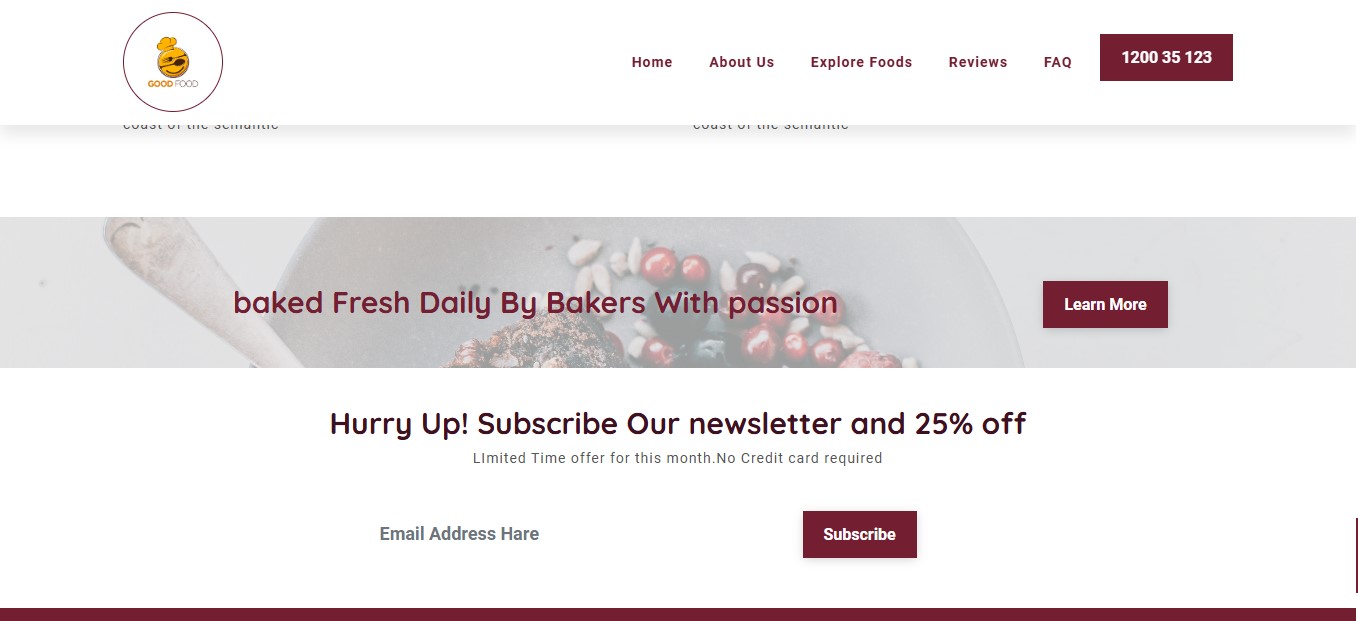 GOOD FOOD
Home About Us Explore Foods Reviews FAQ 1200 35 123
coast of the semantic coast of the semantic
baked Fresh Daily By Bakers With passion Learn More
Hurry Up! Subscribe Our newsletter and 25% off
LImited Time offer for this month.No Credit card required
Email Address Hare Subscribe